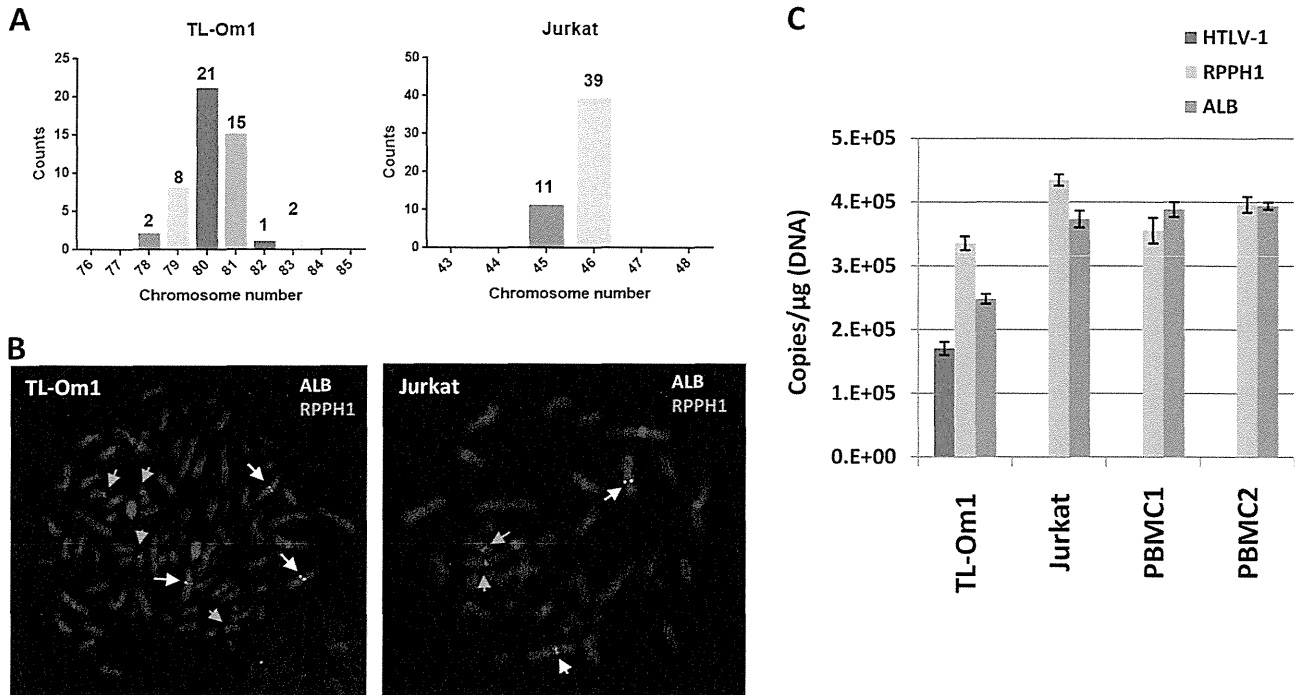 A
TL-Om1
Counts
25
20
15
10
5
0
2
8
21
15
1
2
76 77 78 79 80 81 82 83 84 85
Chromosome number
Jurkat
Counts
50
40
30
20
10
0
11
39
43 44 45 46 47 48
Chromosome number
B
TL-Om1
ALB
RPPH1
Jurkat
ALB
RPPH1
C
HTLV-1
RPPH1
ALB
Copies/μg (DNA)
5.E+05
4.E+05
3.E+05
2.E+05
1.E+05
0.E+00
TL-Om1
Jurkat
PBMC1
PBMC2